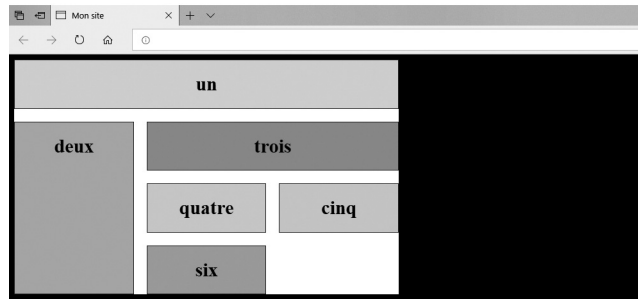 Mon site
un
deux
trois
quatre
cinq
six